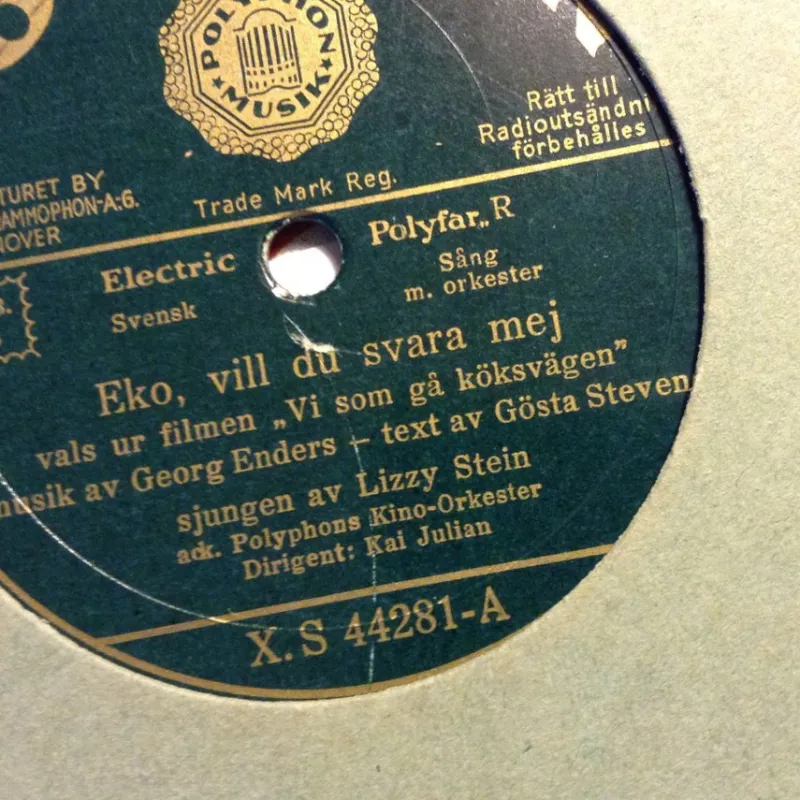 POLYPHON
MUSIK
Rätt till
Radioutsändni
förbehålles
TURET BY
AMMOPHON-A:G.
NOVER
Trade Mark Reg.
Electric
Polyfar„R
Svensk
Sång
m. orkester
Eko, vill du svara mej
vals ur filmen „Vi som gå köksvägen”
musik av Georg Enders – text av Gösta Steven
sjungen av Lizzy Stein
ack. Polyphons Kino-Orkester
Dirigent: Kai Julian
X. S 44281-A